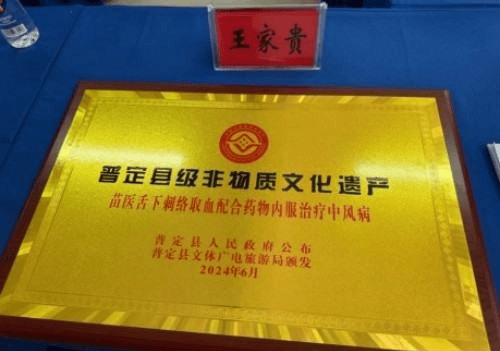 王家贵
普定县级非物质文化遗产
苗医舌下刺络取血配合药物内服治疗中风病
普定县人民政府公布
普定县文体广电旅游局颁发
2024年6月